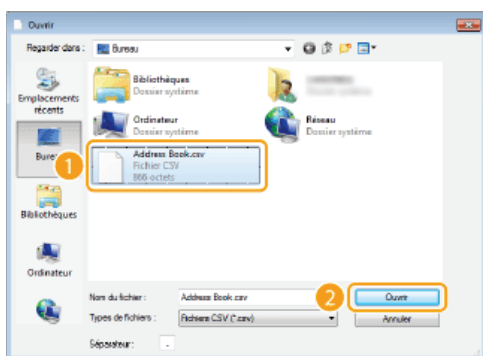 Ouvrir
Regarder dans :
Bureau
Emplacements
récents
Bibliothèques
Dossier système
Ordinateur
Dossier système
Réseau
Dossier système
Bure
1
Address Book.csv
Fichier CSV
866 octets
Bibliothèques
Ordinateur
Nom du fichier :
Address Book.csv
2
Ouvrir
Types de fichiers :
Fichiers CSV (*.csv)
Annuler
Séparateur :